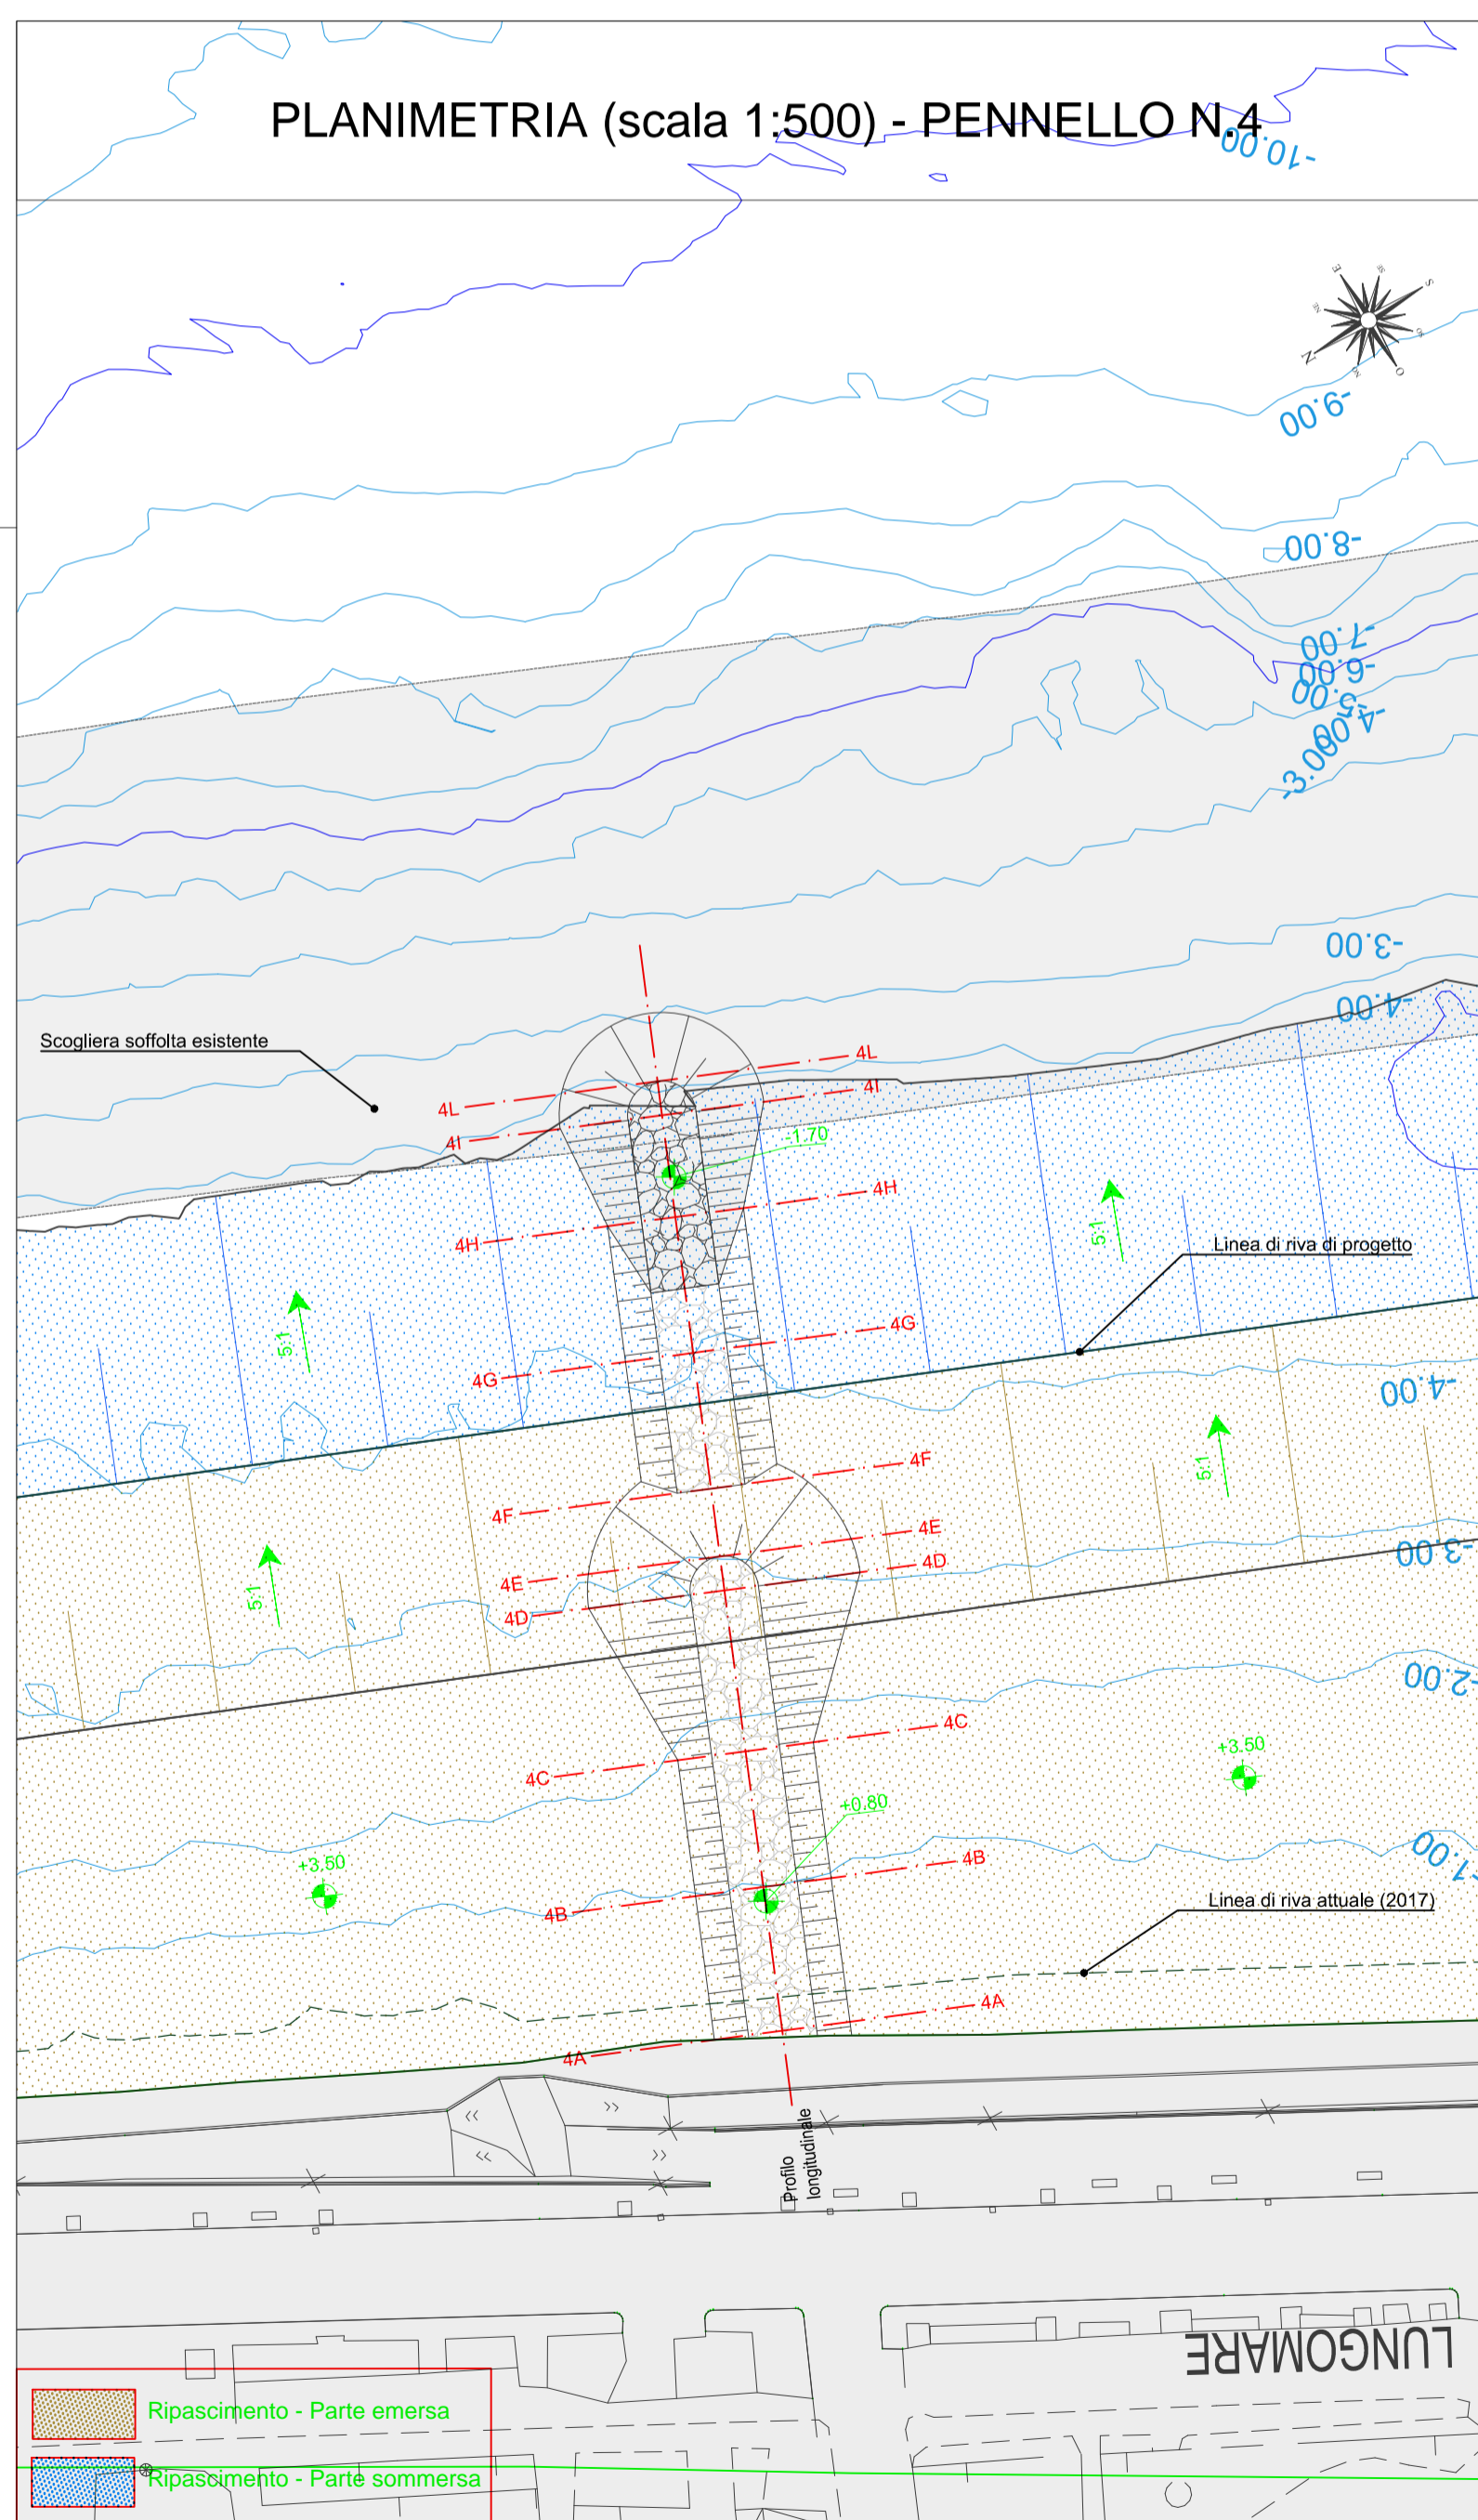 PLANIMETRIA (scala 1:500) - PENNELLO N.4
-10.00
E
S
N
O
-9.00
-8.00
-7.00
-6.00
-5.00
-4.00
-3.00
-3.00
-4.00
Scogliera soffolta esistente
4L
4L
4I
4I
-1.70
4H
4H
5:1
Linea di riva di progetto
5:1
4G
4G
-4.00
4F
4F
5:1
4E
4E
-3.00
4D
4D
5:1
-2.00
4C
4C
+3.50
+0.80
-1.00
+3.50
4B
4B
Linea di riva attuale (2017)
4A
4A
Profilo
longitudinale
LUNGOMARE
Ripascimento - Parte emersa
Ripascimento - Parte sommersa